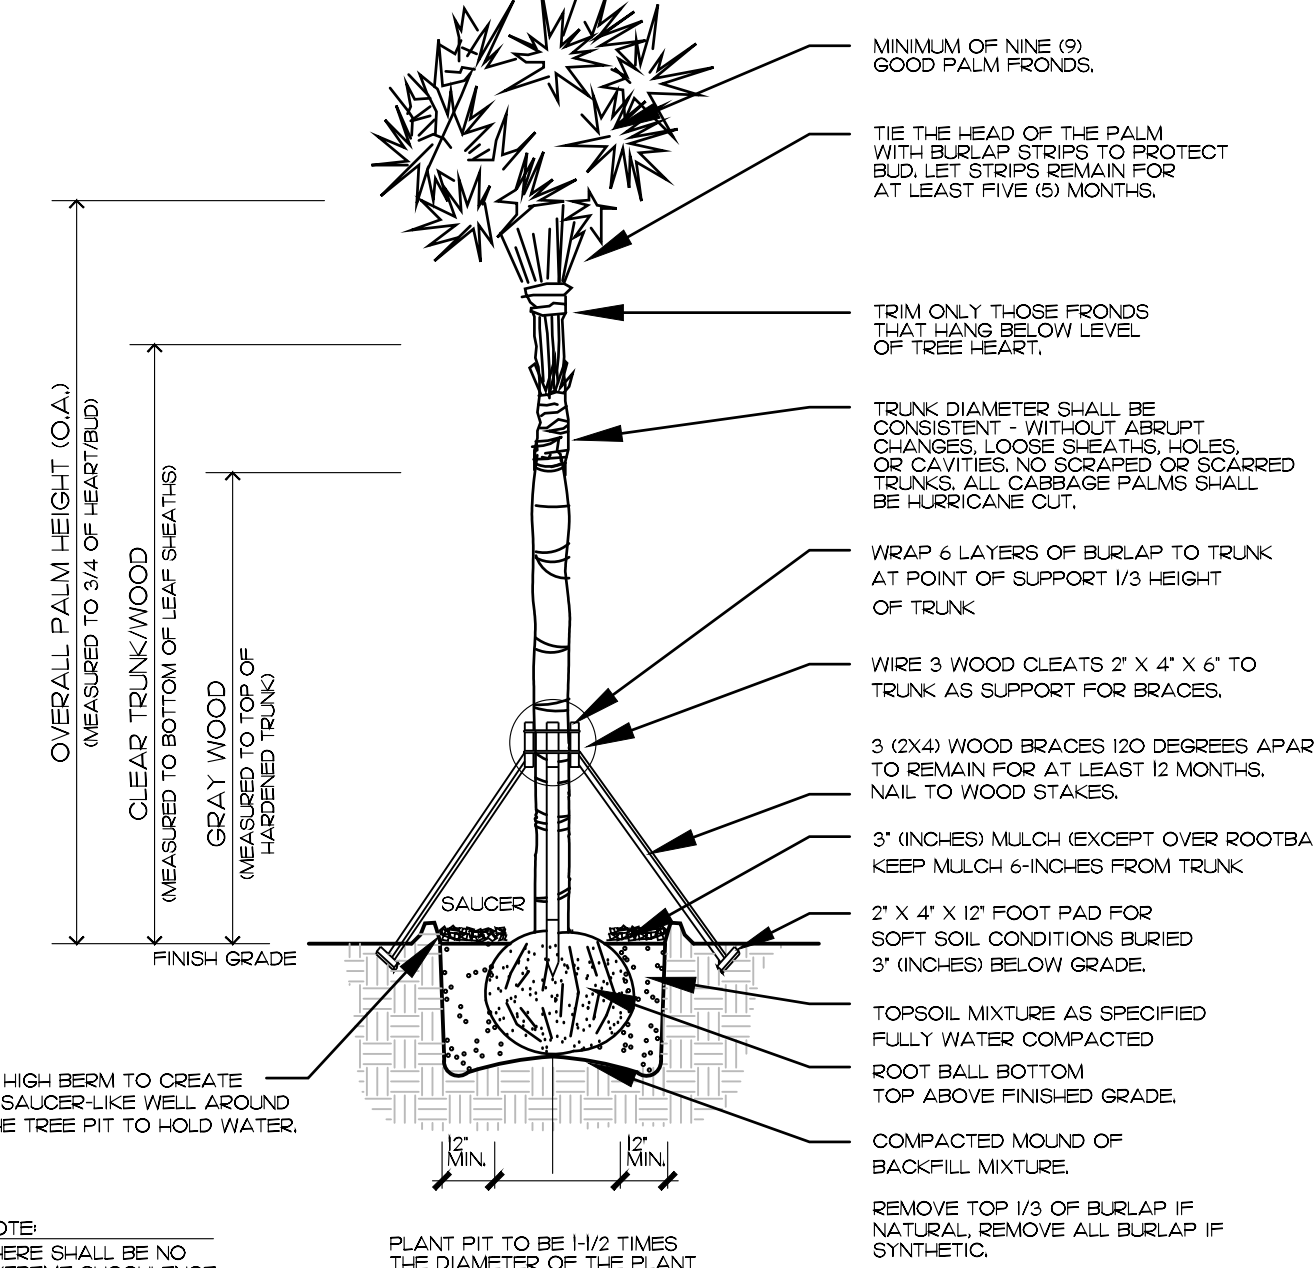 MINIMUM OF NINE (9)
GOOD PALM FRONDS.
TIE THE HEAD OF THE PALM
WITH BURLAP STRIPS TO PROTECT
BUD. LET STRIPS REMAIN FOR
AT LEAST FIVE (5) MONTHS.
TRIM ONLY THOSE FRONDS
THAT HANG BELOW LEVEL
OF TREE HEART.
TRUNK DIAMETER SHALL BE
CONSISTENT - WITHOUT ABRUPT
CHANGES, LOOSE SHEATHS, HOLES,
OR CAVITIES. NO SCRAPED OR SCARRED
TRUNKS. ALL CABBAGE PALMS SHALL
BE HURRICANE CUT.
WRAP 6 LAYERS OF BURLAP TO TRUNK
AT POINT OF SUPPORT 1/3 HEIGHT
OF TRUNK
WIRE 3 WOOD CLEATS 2" X 4" X 6" TO
TRUNK AS SUPPORT FOR BRACES.
3 (2X4) WOOD BRACES 120 DEGREES APAR
TO REMAIN FOR AT LEAST 12 MONTHS.
NAIL TO WOOD STAKES.
3" (INCHES) MULCH (EXCEPT OVER ROOTBA
KEEP MULCH 6-INCHES FROM TRUNK
2" X 4" X 12" FOOT PAD FOR
SOFT SOIL CONDITIONS BURIED
3" (INCHES) BELOW GRADE.
TOPSOIL MIXTURE AS SPECIFIED
FULLY WATER COMPACTED
ROOT BALL BOTTOM
TOP ABOVE FINISHED GRADE.
COMPACTED MOUND OF
BACKFILL MIXTURE.
REMOVE TOP 1/3 OF BURLAP IF
NATURAL, REMOVE ALL BURLAP IF
SYNTHETIC.
OVERALL PALM HEIGHT (O.A.)
(MEASURED TO 3/4 OF HEART/BUD)
CLEAR TRUNK/WOOD
(MEASURED TO BOTTOM OF LEAF SHEATHS)
GRAY WOOD
(MEASURED TO TOP OF
HARDENED TRUNK)
SAUCER
FINISH GRADE
HIGH BERM TO CREATE
SAUCER-LIKE WELL AROUND
HE TREE PIT TO HOLD WATER.
12"
MIN.
12"
MIN.
OTE:
HERE SHALL BE NO
PLANT PIT TO BE 1-1/2 TIMES
THE DIAMETER OF THE PLANT